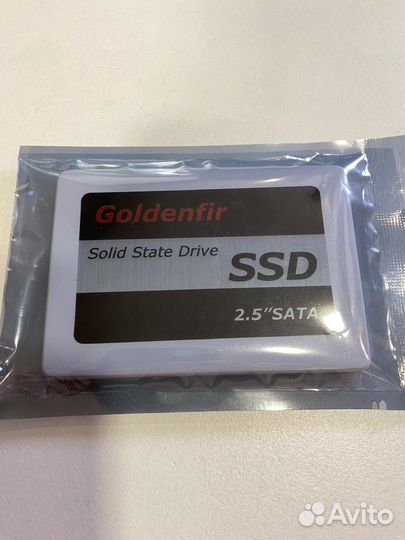 Goldenfir
Solid State Drive
SSD
2.5″SATA
Avito